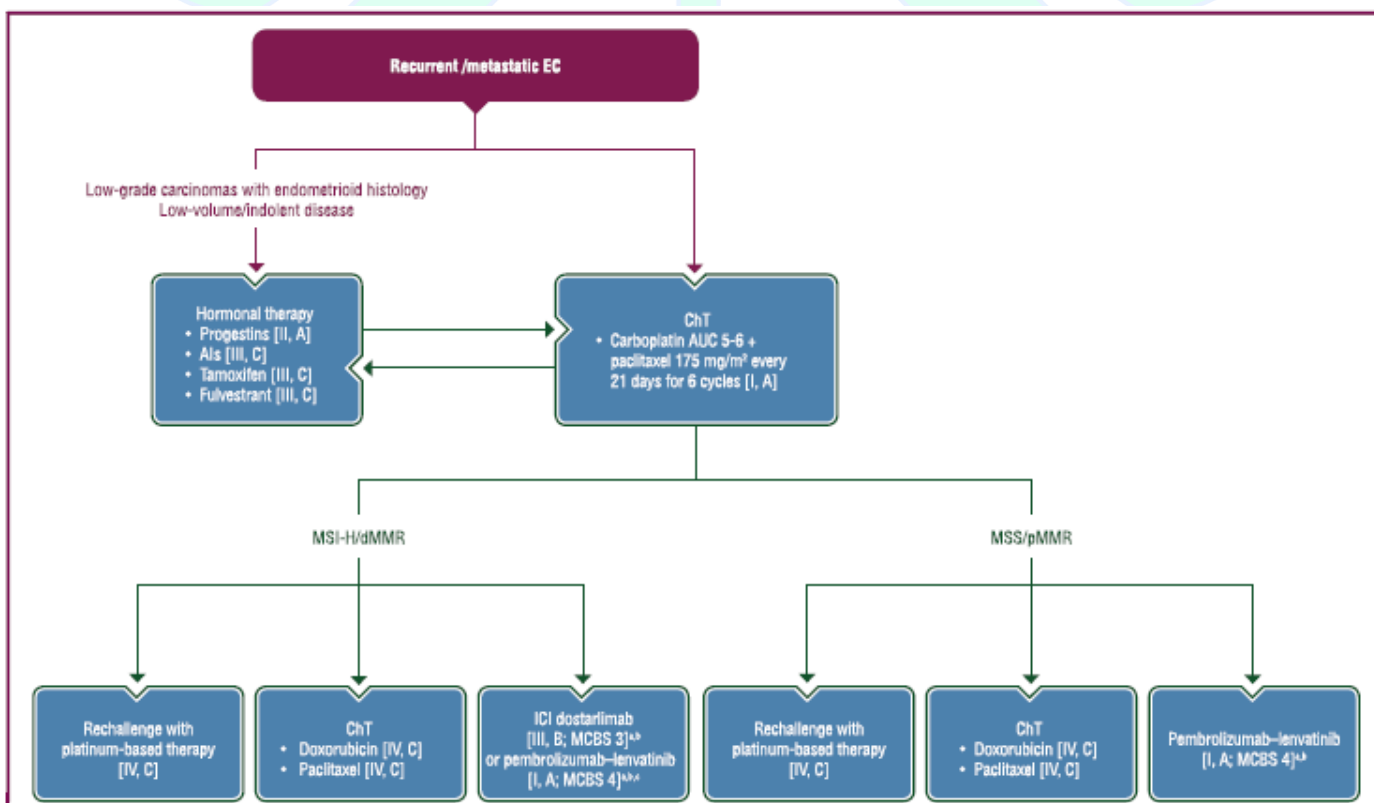 Recurrent /metastatic EC
Low-grade carcinomas with endometrioid histology
Low-volume/indolent disease
Hormonal therapy
• Progestins [II, A]
• AIs [III, C]
• Tamoxifen [III, C]
• Fulvestrant [III, C]
ChT
• Carboplatin AUC 5-6 +
paclitaxel 175 mg/m² every
21 days for 6 cycles [I, A]
MSI-H/dMMR
MSS/pMMR
Rechallenge with
platinum-based therapy
[IV, C]
ChT
• Doxorubicin [IV, C]
• Paclitaxel [IV, C]
ICI dostarlimab
[III, B; MCBS 3]ᵃ,ᵇ
or pembrolizumab–lenvatinib
[I, A; MCBS 4]ᵃ,ᵇ,ᶜ
Rechallenge with
platinum-based therapy
[IV, C]
ChT
• Doxorubicin [IV, C]
• Paclitaxel [IV, C]
Pembrolizumab–lenvatinib
[I, A; MCBS 4]ᵃ,ᵇ